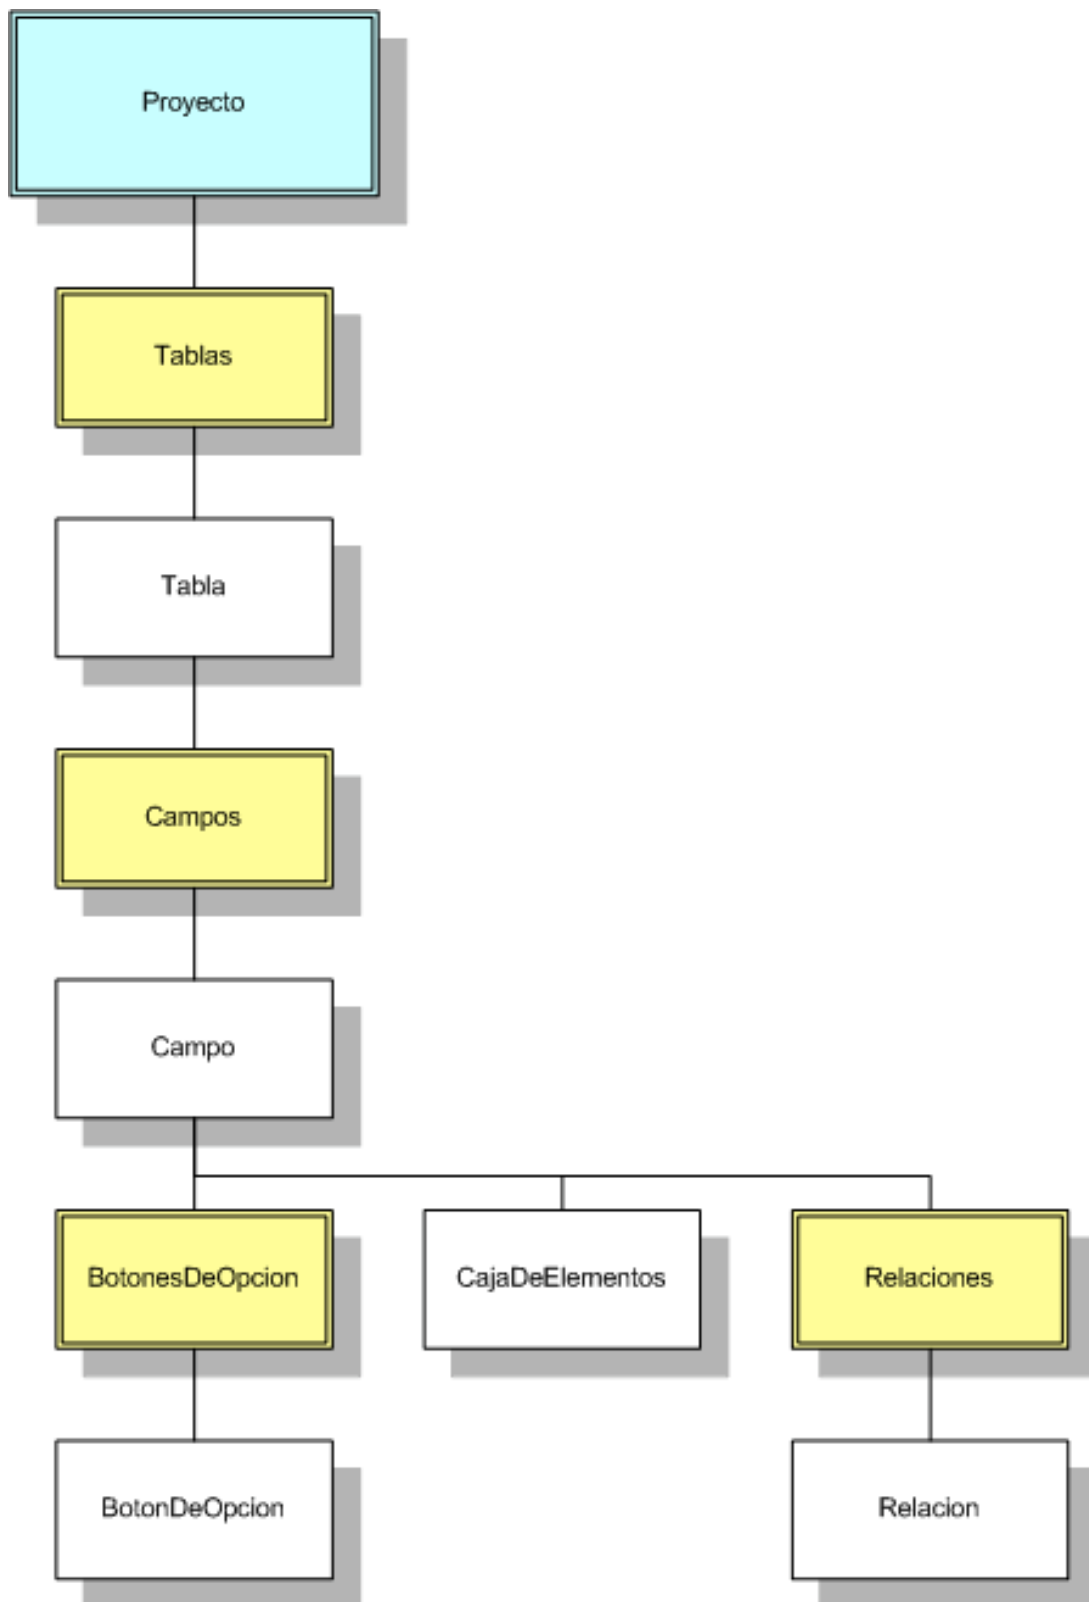 Proyecto
Tablas
Tabla
Campos
Campo
BotonesDeOpcion
CajaDeElementos
Relaciones
BotonDeOpcion
Relacion